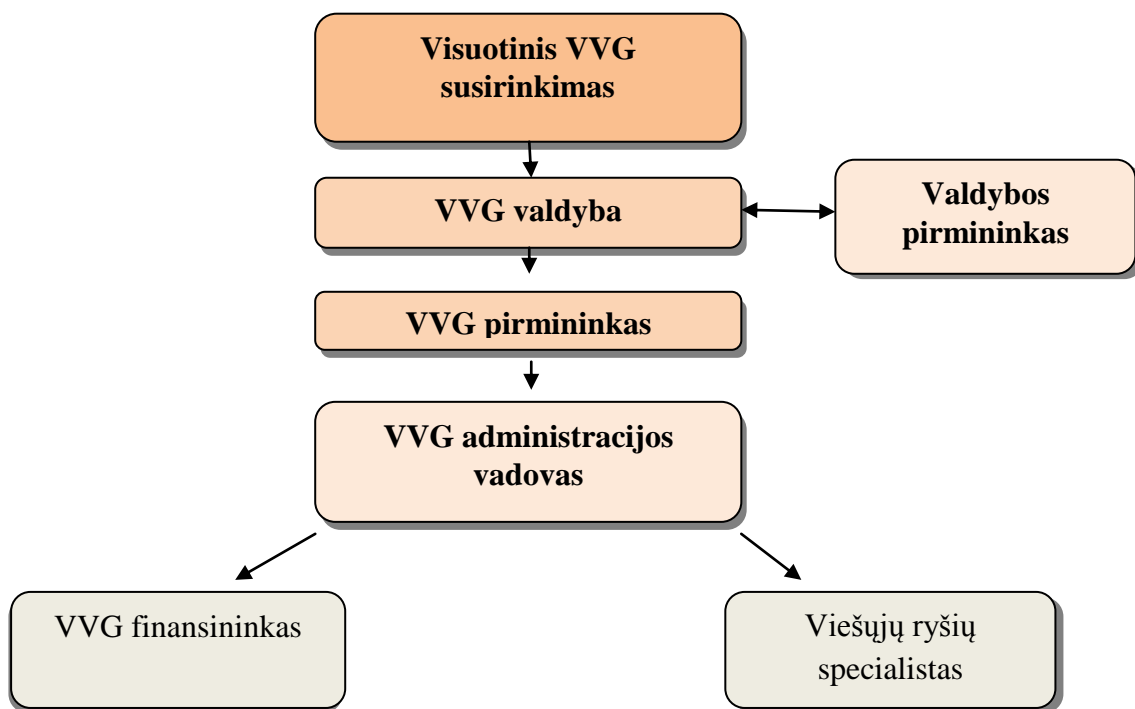 Visuotinis VVG
susirinkimas
VVG valdyba
Valdybos
pirmininkas
VVG pirmininkas
VVG administracijos
vadovas
VVG finansininkas
Viešųjų ryšių
specialistas